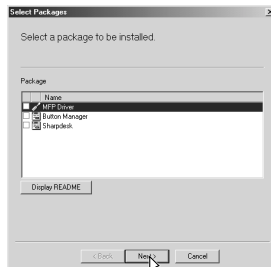 Select Packages
Select a package to be installed.
Package
Name
MFP Driver
Button Manager
Sharpdesk
Display README
< Back
Next >
Cancel